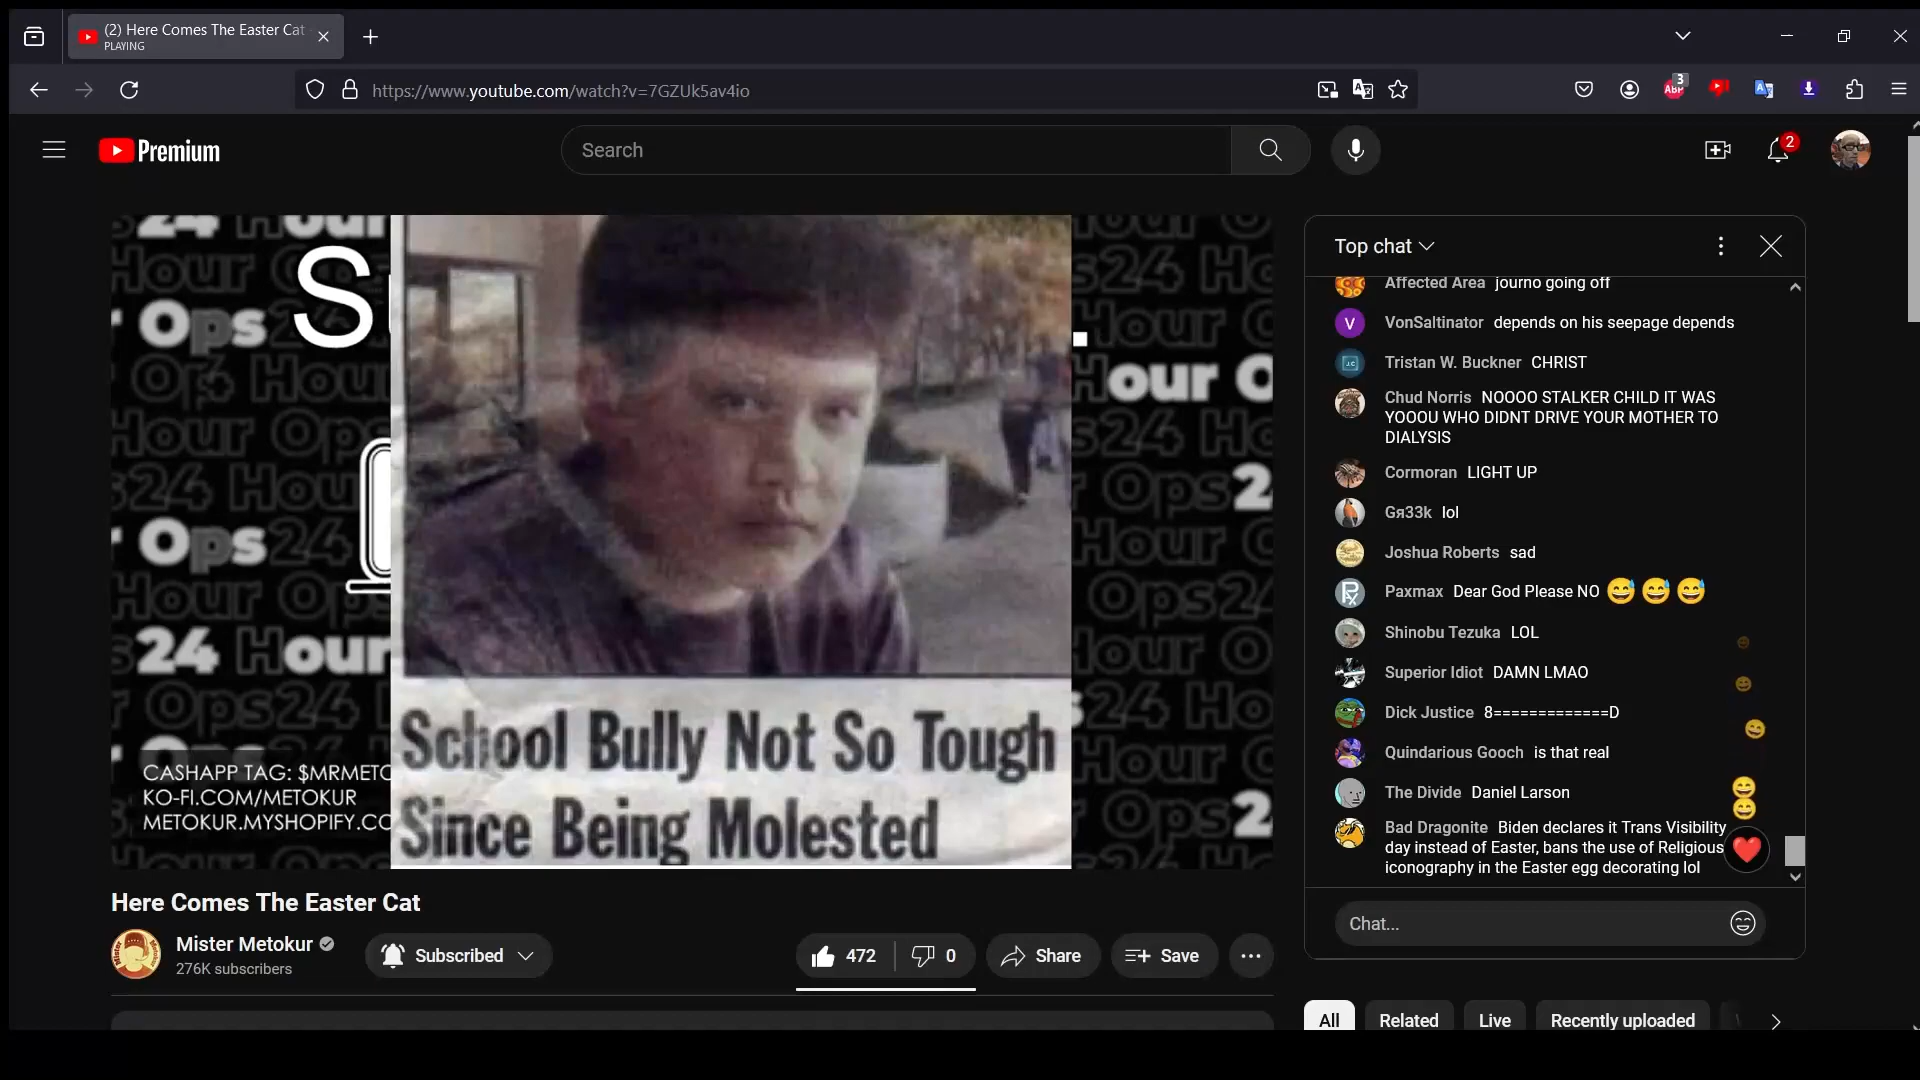 (2) Here Comes The Easter Cat
PLAYING
https://www.youtube.com/watch?v=7GZUk5av4io
3
ABP
Premium
Search
2
24 Hour
Hour Ops
24 Hour
CASHAPP TAG: $MRMETO
KO-FI.COM/METOKUR
METOKUR.MYSHOPIFY.CO
School Bully Not So Tough
Since Being Molested
Here Comes The Easter Cat
Mister Metokur
276K subscribers
Subscribed
472
0
Share
Save
Top chat
Affected Area journo going off
V
VonSaltinator depends on his seepage depends
Tristan W. Buckner CHRIST
Chud Norris NOOOO STALKER CHILD IT WAS
YOOOU WHO DIDNT DRIVE YOUR MOTHER TO
DIALYSIS
Cormoran LIGHT UP
Gя33k lol
Joshua Roberts sad
Paxmax Dear God Please NO 😅 😅 😅
Shinobu Tezuka LOL
Superior Idiot DAMN LMAO
Dick Justice 8=============D
Quindarious Gooch is that real
The Divide Daniel Larson
Bad Dragonite Biden declares it Trans Visibility
day instead of Easter, bans the use of Religious
iconography in the Easter egg decorating lol
Chat...
All
Related
Live
Recently uploaded